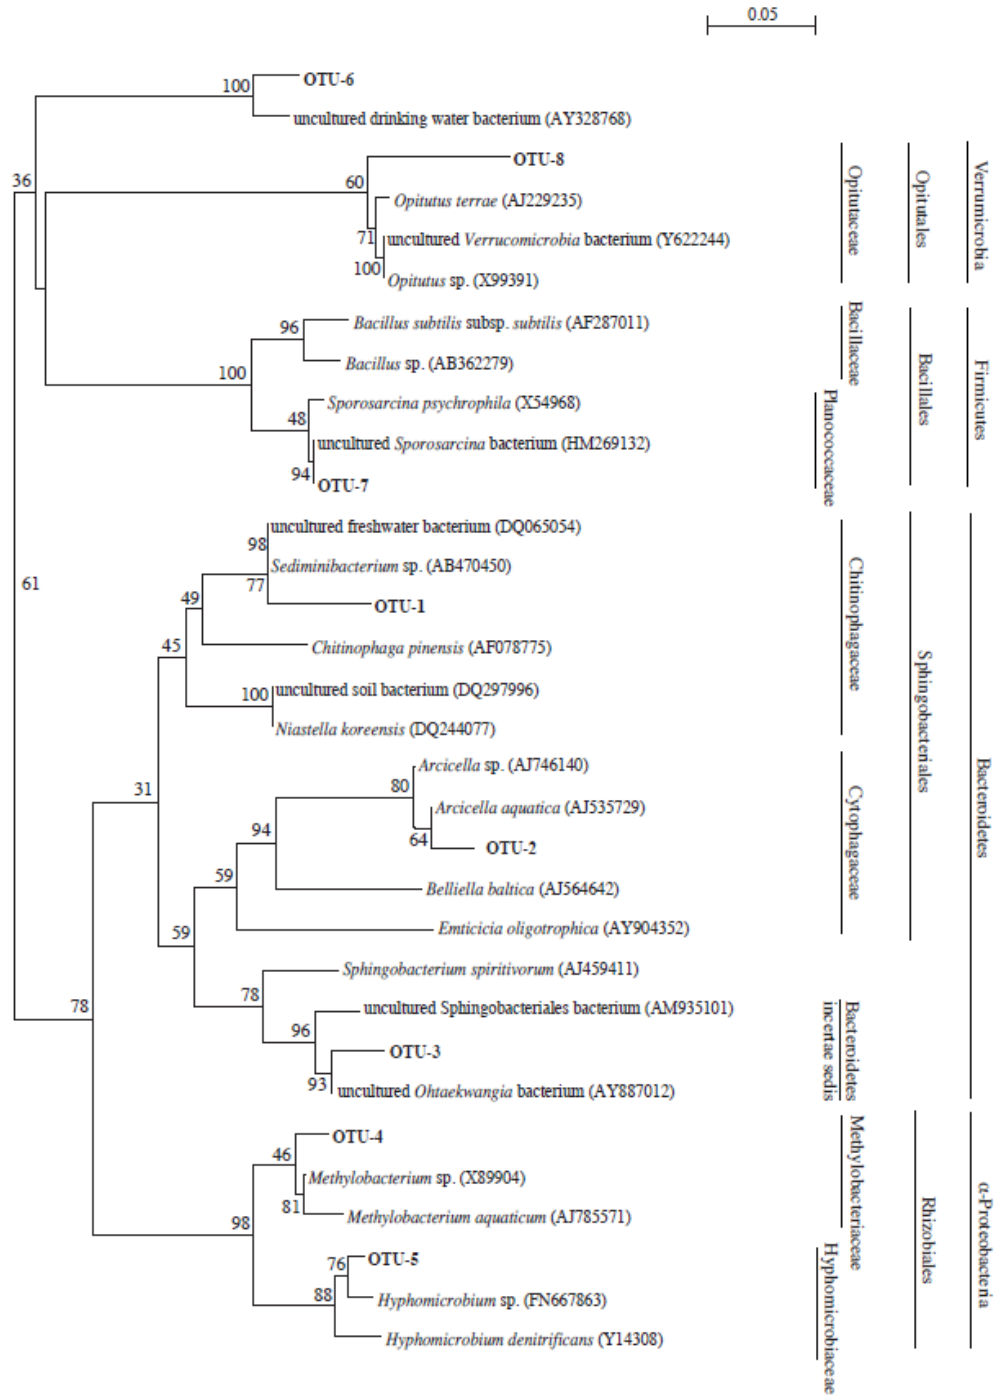 0.05
100
OTU-6
uncultured drinking water bacterium (AY328768)
36
60
OTU-8
Opitutus terrae (AJ229235)
71
uncultured Verrucomicrobia bacterium (Y622244)
100
Opitutus sp. (X99391)
Opitutaceae
Opitutales
Verrumicrobia
96
Bacillus subtilis subsp. subtilis (AF287011)
Bacillus sp. (AB362279)
100
Sporosarcina psychrophila (X54968)
48
uncultured Sporosarcina bacterium (HM269132)
94
OTU-7
Bacillaceae
Planococcaceae
Bacillales
Firmicutes
61
uncultured freshwater bacterium (DQ065054)
98
Sediminibacterium sp. (AB470450)
77
OTU-1
49
Chitinophaga pinensis (AF078775)
45
100
uncultured soil bacterium (DQ297996)
Niastella koreensis (DQ244077)
Chitinophagaceae
31
Arcicella sp. (AJ746140)
80
Arcicella aquatica (AJ535729)
64
OTU-2
94
Belliella baltica (AJ564642)
59
Emticicia oligotrophica (AY904352)
Cytophagaceae
Sphingobacteriales
Bacteroidetes
59
Sphingobacterium spiritivorum (AJ459411)
78
uncultured Sphingobacteriales bacterium (AM935101)
96
OTU-3
93
uncultured Ohtaekwangia bacterium (AY887012)
Bacteroidetes
incertae sedis
78
OTU-4
46
Methylobacterium sp. (X89904)
81
Methylobacterium aquaticum (AJ785571)
98
OTU-5
76
Hyphomicrobium sp. (FN667863)
88
Hyphomicrobium denitrificans (Y14308)
Methylobacteriaceae
Hyphomicrobiaceae
Rhizobiales
α-Proteobacteria